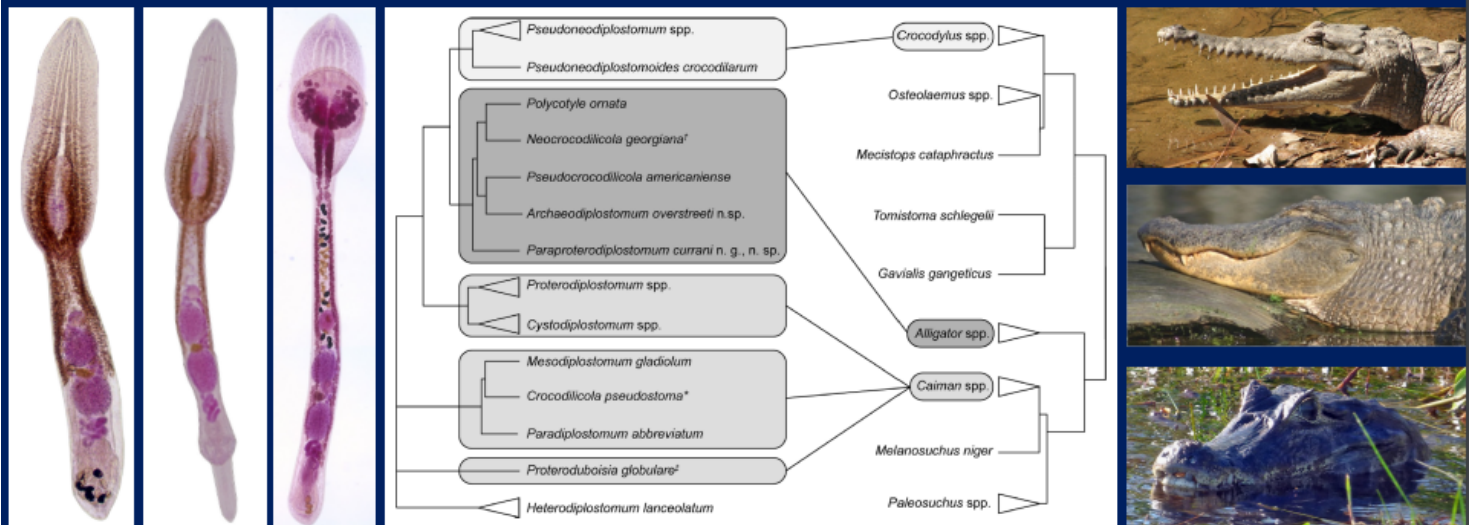 Pseudoneodiplostomum spp.
Pseudoneodiplostomoides crocodilarum
Polycotyle ornata
Neocrocodilicola georgiana†
Pseudocrocodilicola americaniense
Archaeodiplostomum overstreeti n.sp.
Paraproterodiplostomum currani n. g., n. sp.
Proterodiplostomum spp.
Cystodiplostomum spp.
Mesodiplostomum gladiolum
Crocodilicola pseudostoma*
Paradiplostomum abbreviatum
Proteroduboisia globulare‡
Heterodiplostomum lanceolatum
Crocodylus spp.
Osteolaemus spp.
Mecistops cataphractus
Tomistoma schlegelii
Gavialis gangeticus
Alligator spp.
Caiman spp.
Melanosuchus niger
Paleosuchus spp.